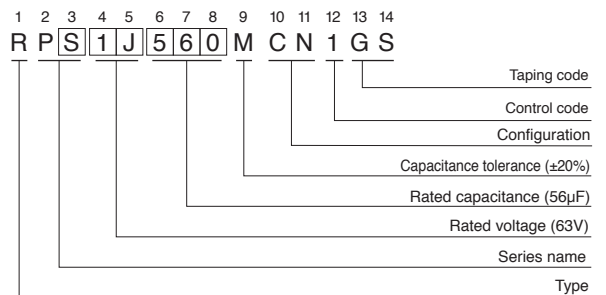 1 2 3 4 5 6 7 8 9 10 11 12 13 14
R P S 1 J 5 6 0 M C N 1 G S
Taping code
Control code
Configuration
Capacitance tolerance (±20%)
Rated capacitance (56µF)
Rated voltage (63V)
Series name
Type